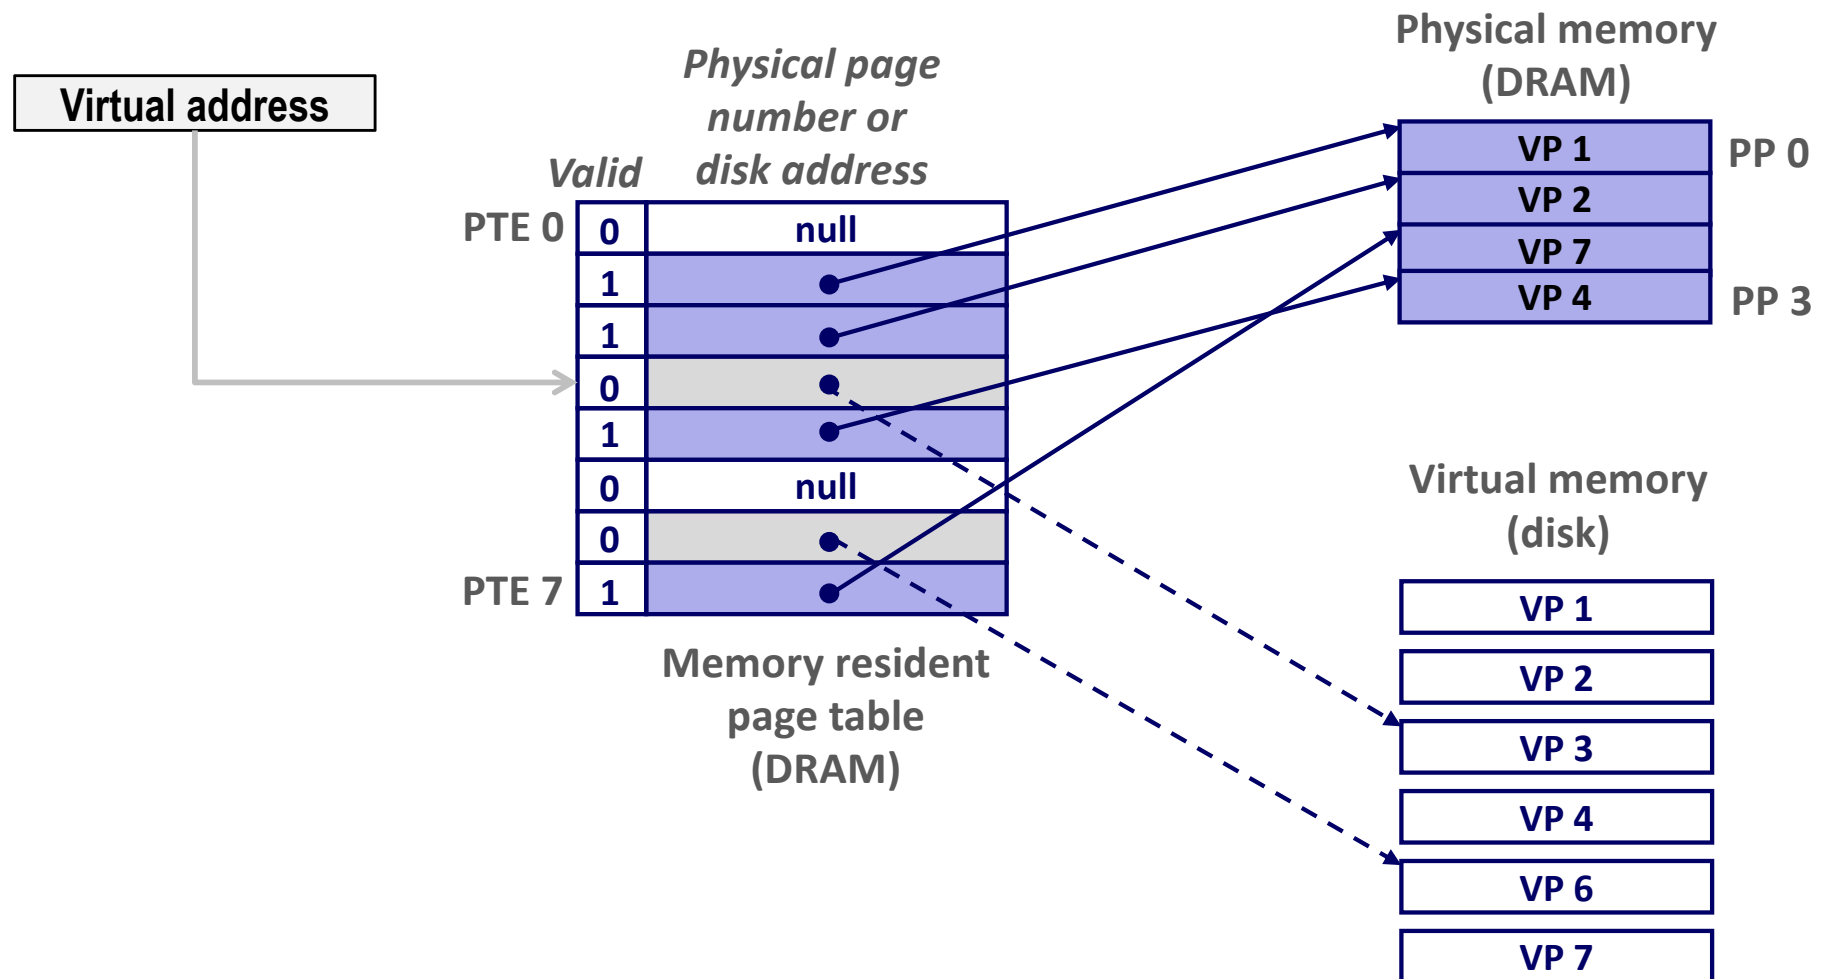 Virtual address
Physical page
number or
disk address
Valid
PTE 0
0
null
1
1
0
1
0
null
0
PTE 7
1
Memory resident
page table
(DRAM)
Physical memory
(DRAM)
VP 1
PP 0
VP 2
VP 7
VP 4
PP 3
Virtual memory
(disk)
VP 1
VP 2
VP 3
VP 4
VP 6
VP 7